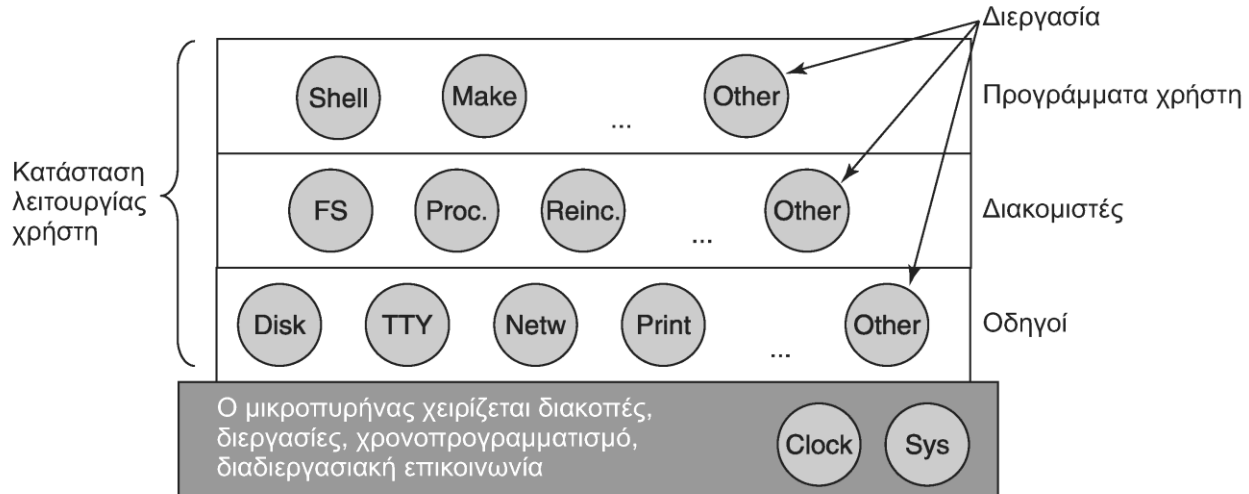 Διεργασία
Shell Make ... Other
Προγράμματα χρήστη
Κατάσταση
λειτουργίας
χρήστη
FS Proc. Reinc. ... Other
Διακομιστές
Disk TTY Netw Print ... Other
Οδηγοί
Ο μικροπυρήνας χειρίζεται διακοπές,
διεργασίες, χρονοπρογραμματισμό,
διαδιεργασιακή επικοινωνία
Clock Sys